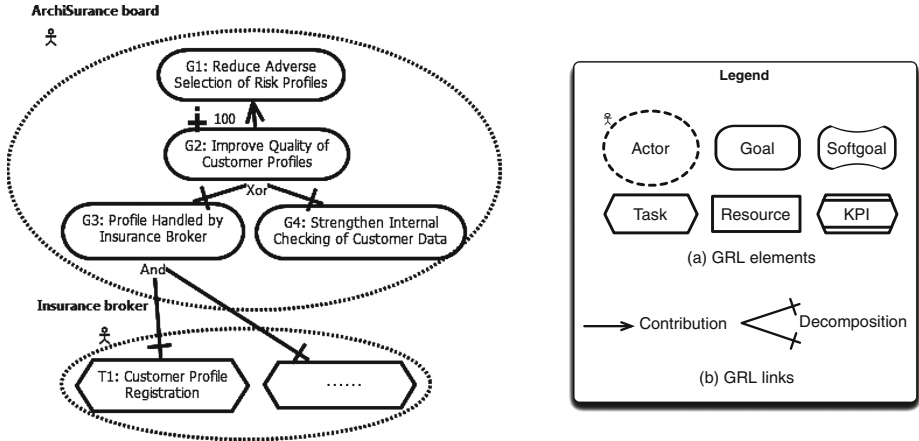 ArchiSurance board
G1: Reduce Adverse
Selection of Risk Profiles
100
G2: Improve Quality of
Customer Profiles
Xor
G3: Profile Handled by
Insurance Broker
G4: Strengthen Internal
Checking of Customer Data
And
Insurance broker
T1: Customer Profile
Registration
......
Legend
Actor
Goal
Softgoal
Task
Resource
KPI
(a) GRL elements
Contribution
Decomposition
(b) GRL links